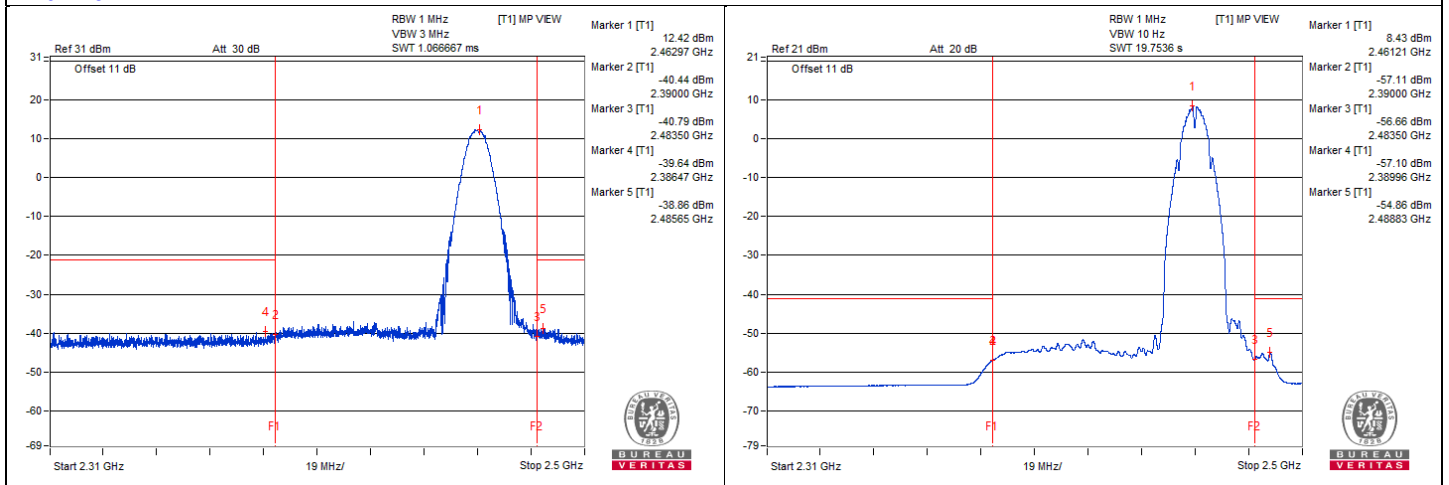 RBW 1 MHz [T1] MP VIEW
VBW 3 MHz
Ref 31 dBm Att 30 dB SWT 1.066667 ms
Offset 11 dB
Marker 1 [T1]
12.42 dBm
2.46297 GHz
Marker 2 [T1]
-40.44 dBm
2.39000 GHz
Marker 3 [T1]
-40.79 dBm
2.48350 GHz
Marker 4 [T1]
-39.64 dBm
2.38647 GHz
Marker 5 [T1]
-38.86 dBm
2.48565 GHz
31
20
10
0
-10
-20
-30
-40
-50
-60
-69
1
4 2
5
3
F1 F2
Start 2.31 GHz 19 MHz/ Stop 2.5 GHz
1828
BUREAU
VERITAS
RBW 1 MHz [T1] MP VIEW
VBW 10 Hz
Ref 21 dBm Att 20 dB SWT 19.7536 s
Offset 11 dB
Marker 1 [T1]
8.43 dBm
2.46121 GHz
Marker 2 [T1]
-57.11 dBm
2.39000 GHz
Marker 3 [T1]
-56.66 dBm
2.48350 GHz
Marker 4 [T1]
-57.10 dBm
2.38996 GHz
Marker 5 [T1]
-54.86 dBm
2.48883 GHz
21
10
0
-10
-20
-30
-40
-50
-60
-70
-79
1
3 5
F1 F2
Start 2.31 GHz 19 MHz/ Stop 2.5 GHz
1828
BUREAU
VERITAS